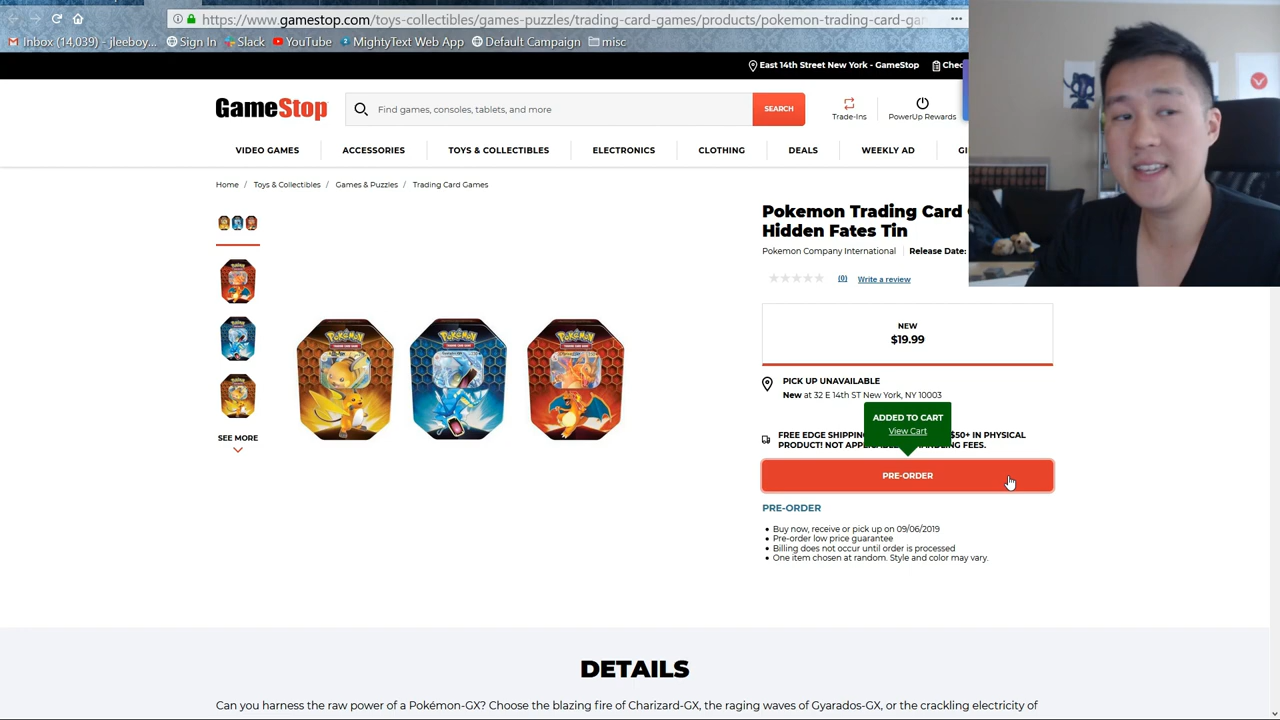 https://www.gamestop.com/toys-collectibles/games-puzzles/trading-card-games/products/pokemon-trading-card-ga
Inbox (14,039) - jleeboy...
Sign In
Slack
YouTube
MightyText Web App
Default Campaign
misc
East 14th Street New York - GameStop
GameStop
Find games, consoles, tablets, and more
SEARCH
Trade-Ins
PowerUp Rewards
VIDEO GAMES
ACCESSORIES
TOYS & COLLECTIBLES
ELECTRONICS
CLOTHING
DEALS
WEEKLY AD
Home / Toys & Collectibles / Games & Puzzles / Trading Card Games
Pokemon Trading Card
Hidden Fates Tin
Pokemon Company International
Release Date:
(0)
Write a review
NEW
$19.99
PICK UP UNAVAILABLE
New at 32 E 14th ST New York, NY 10003
ADDED TO CART
View Cart
FREE EDGE SHIPPING $50+ IN PHYSICAL
PRODUCT! NOT FEES.
PRE-ORDER
PRE-ORDER
• Buy now, receive or pick up on 09/06/2019
• Pre-order low price guarantee
• Billing does not occur until order is processed
• One item chosen at random. Style and color may vary.
SEE MORE
POKéMON
POKéMON
POKéMON
DETAILS
Can you harness the raw power of a Pokémon-GX? Choose the blazing fire of Charizard-GX, the raging waves of Gyarados-GX, or the crackling electricity of